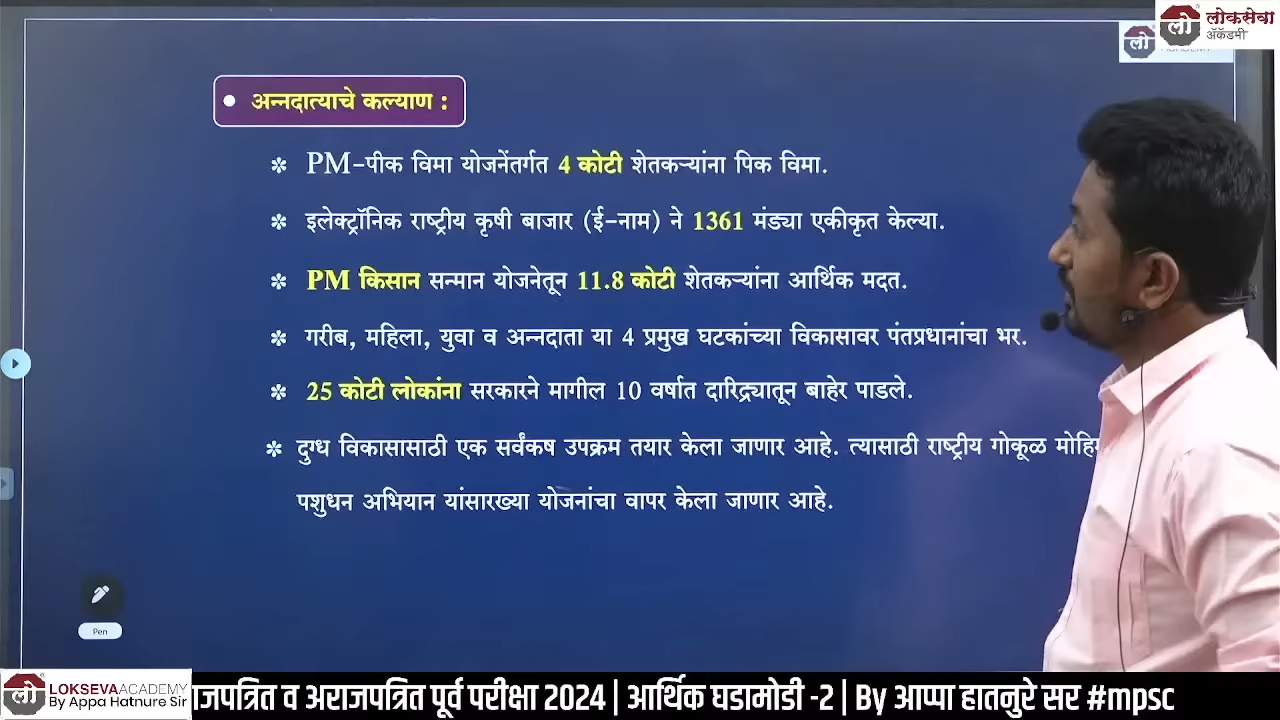 लोकसेवा
अ‍ॅकॅडमी
लो
लो
अन्नदात्याचे कल्याण :
PM-पीक विमा योजनेंतर्गत 4 कोटी शेतकऱ्यांना पिक विमा.
इलेक्ट्रॉनिक राष्ट्रीय कृषी बाजार (ई-नाम) ने 1361 मंड्या एकीकृत केल्या.
PM किसान सन्मान योजनेतून 11.8 कोटी शेतकऱ्यांना आर्थिक मदत.
गरीब, महिला, युवा व अन्नदाता या 4 प्रमुख घटकांच्या विकासावर पंतप्रधानांचा भर.
25 कोटी लोकांना सरकारने मागील 10 वर्षात दारिद्र्यातून बाहेर पाडले.
दुग्ध विकासासाठी एक सर्वंकष उपक्रम तयार केला जाणार आहे. त्यासाठी राष्ट्रीय गोकूळ
पशुधन अभियान यांसारख्या योजनांचा वापर केला जाणार आहे.
Pen
लो
LOKSEVA ACADEMY
By Appa Hatnure Sir
व अराजपत्रित पूर्व परीक्षा 2024 | आर्थिक घडामोडी -2 | By आप्पा हातनुरे सर #mpsc